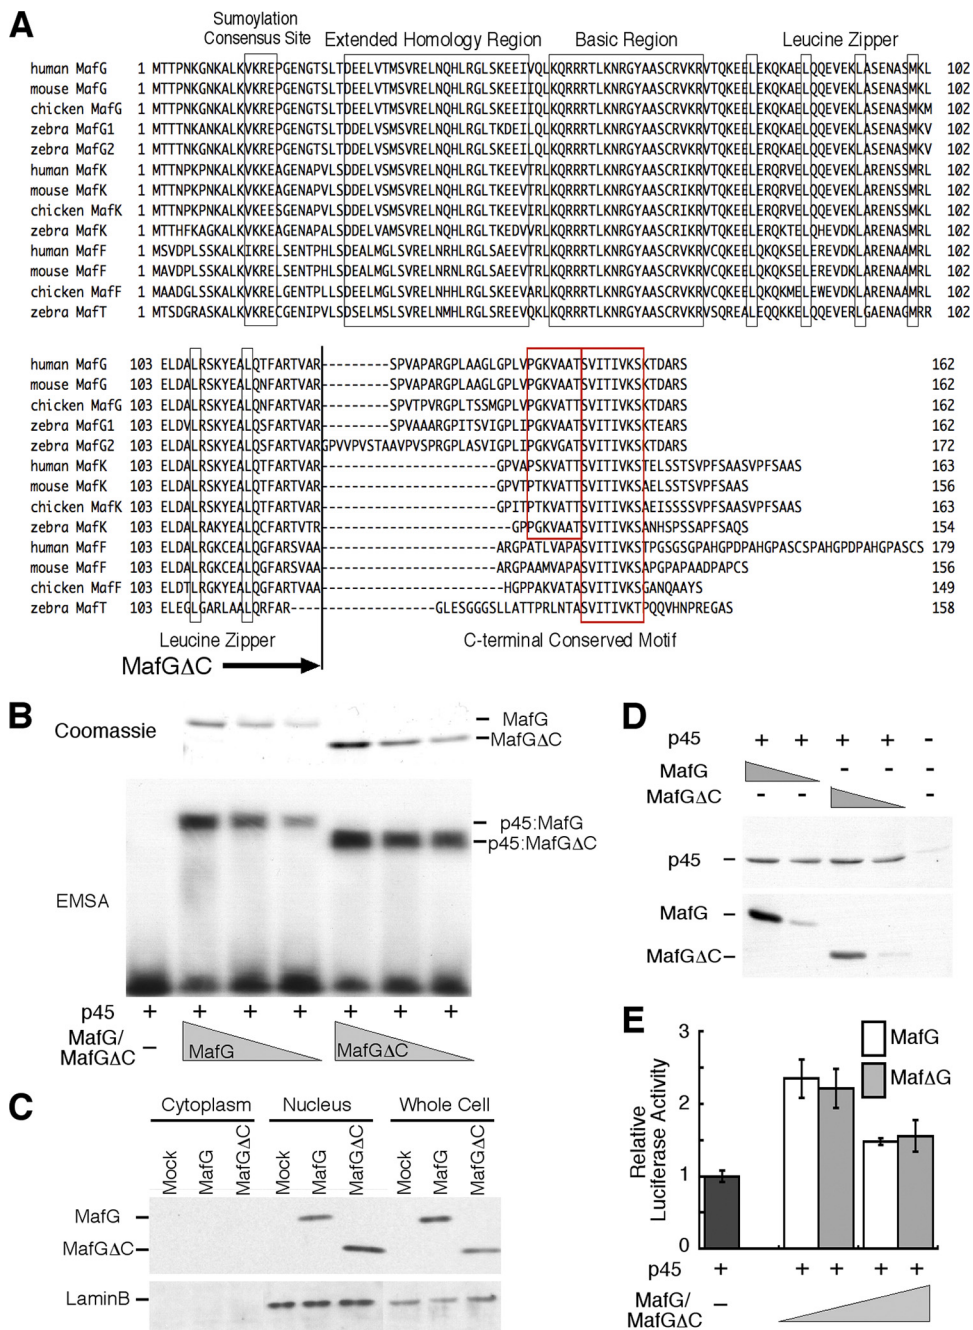 A
Sumoylation
Consensus Site Extended Homology Region Basic Region Leucine Zipper
human MafG 1 MTTPNKGNKALKVKREPGENGTSLTDEELVTMSVRELNQHLRGLSKEEIVQLKQRRRTLKNRGYAASCRVKRVTQKEELEKQKAELQQEVEKLASENASMKL 102
mouse MafG 1 MTTPNKGNKALKVKREPGENGTSLTDEELVTMSVRELNQHLRGLSKEEIIQLKQRRRTLKNRGYAASCRVKRVTQKEELEKQKAELQQEVEKLASENASMKL 102
chicken MafG 1 MTTPNKGNKALKVKREPGENGTSLTDEELVTMSVRELNQHLRGLSKEEIIQLKQRRRTLKNRGYAASCRVKRVTQKEELEKQKAELQQEVEKLASENASMKM 102
zebra MafG1 1 MTTTNKANKALKVKREPGENGTSLTDDELVSMSVRELNQHLRGLTKDEILQLKQRRRTLKNRGYAASCRVKRVTQKEELEKQKAELQQEVEKLASENASMKV 102
zebra MafG2 1 MTTTNKGNKALKVKREPGENGTSLTDEELVSMSVRELNQHLRGLSKEEILQLKQRRRTLKNRGYAASCRVKRVTQKEELEKQKAELQQEVEKLASENASMKV 102
human MafK 1 MTTNPKPNKALKVKKEAGENAPVLSDDELVSMSVRELNQHLRGLTKEEVTRLKQRRRTLKNRGYAASCRIKRVTQKEELERQRVELQQEVEKLARENSSMRL 102
mouse MafK 1 MTTNPKPNKALKVKKEAGENAPVLSDDELVSMSVRELNQHLRGLTKEEVTRLKQRRRTLKNRGYAASCRIKRVTQKEELERQRVELQQEVEKLARENSSMRL 102
chicken MafK 1 MTTNPKPNKALKVKEESGENAPVLSDDELVSMSVRELNQHLRGLTKEEVIRLKQRRRTLKNRGYAASCRIKRVTQKEELERQRVELQQEVEKLARENSSMKL 102
zebra MafK 1 MTTHFKAGKALKVKKEAGENAPALSDDELVAMSVRELNQHLRGLTKEDVVRLKQRRRTLKNRGYAASCRIKRVTQKEELERQKTELQHEVDKLARENASMRL 102
human MafF 1 MSVDPLSSKALKIKRELSENTPHLSDEALMGLSVRELNRHLRGLSAEEVTRLKQRRRTLKNRGYAASCRVKRVCQKEELQKQKSELEREVDKLARENAAMRL 102
mouse MafF 1 MAVDPLSSKALKVKRELSENTPHLSDEALMGLSVRELNRNLRGLSAEEVTRLKQRRRTLKNRGYAASCRVKRVCQKEELQKQKSELEREVDKLARENAAMRL 102
chicken MafF 1 MAADGLSSKALKVKRELGENTPLLSDEELMGLSVRELNHHLRGLSKEEVARLKQRRRTLKNRGYAASCRVKRVCQKEELQKQKMELEWEVDKLARENAAMRL 102
zebra MafT 1 MTSDGRASKALKVKRECGENIPVLSDSELMSLSVRELNMHLRGLSREEVQKLKQRRRTLKNRGYAASCRVKRVSQREELEQQKKELQQEVERLGAENAGMRR 102
human MafG 103 ELDALRSKYEALQTFARTVAR----------SPVAPARGPLAAGLGPLVPGKVAATSVITIVKSKTDARS 162
mouse MafG 103 ELDALRSKYEALQNFARTVAR----------SPVAPARGPLAAGLGPLVPGKVAATSVITIVKSKTDARS 162
chicken MafG 103 ELDALRSKYEALQNFARTVAR----------SPVTPVRGPLTSSMGPLVPGKVATTSVITIVKSKTDARS 162
zebra MafG1 103 ELDALRSKYEALQNFARTVAR----------SPVAAARGPITSVIGPLIPGKVAATSVITIVKSKTEARS 162
zebra MafG2 103 ELDALRSKYEALQSFARTVARGPVVPVSTAAVPVSPRGPLASVIGPLIPGKVGATSVITIVKSKTDARS 172
human MafK 103 ELDALRSKYEALQTFARTVAR--------------------------GPVAPSKVATTSVITIVKSTELSSTSVPFSAASVPFSAAS 163
mouse MafK 103 ELDALRSKYEALQTFARTVAR--------------------------GPVTPTKVATTSVITIVKSAELSSTSVPFSAAS 156
chicken MafK 103 ELDALRSKYEALQTFARTVAR--------------------------GPITPTKVATTSVITIVKSAEISSSSVPFSAASVPFSAAS 163
zebra MafK 103 ELDALRAKYEALQCFARTVTR----------------------------GPPGKVAATSVITIVKSANHSPSSAPFSAQS 154
human MafF 103 ELDALRGKCEALQGFARSVAA--------------------------ARGPATLVAPASVITIVKSTPGSGSGPAHGPDPAHGPASCSPAHGPDPAHGPASCS 179
mouse MafF 103 ELDALRGKCEALQGFARSVAA--------------------------ARGPAAMVAPASVITIVKSAPGPAPAADPAPCS 156
chicken MafF 103 ELDTLRGKYEALQGFARTVAA---------------------------HGPPAKVATASVITIVKSGANQAAYS 149
zebra MafT 103 ELEGLGARLAALQRFAR----------------------GLESGGGSLLATTPRLNTASVITIVKTPQQVHNPREGAS 158
Leucine Zipper C-terminal Conserved Motif
MafGΔC
B
Coomassie
MafG
MafGΔC
p45:MafG
p45:MafGΔC
EMSA
p45 + + + + + + +
MafG/
MafGΔC
–
MafG
MafGΔC
C
Cytoplasm Nucleus Whole Cell
Mock MafG MafGΔC Mock MafG MafGΔC Mock MafG MafGΔC
MafG
MafGΔC
LaminB
D
p45 + + + + -
MafG - - -
MafGΔC - - -
p45
MafG
MafGΔC
E
3
2
1
0
Relative
Luciferase Activity
MafG
MafΔG
p45 + + + + +
MafG/
MafGΔC
–